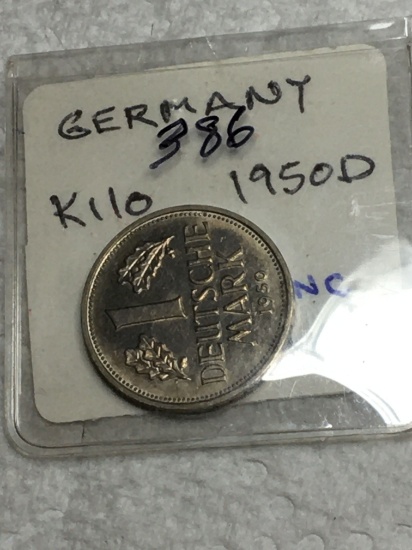 GERMANY
386
K110 1950D
NC
1
DEUTSCHE
MARK
1950